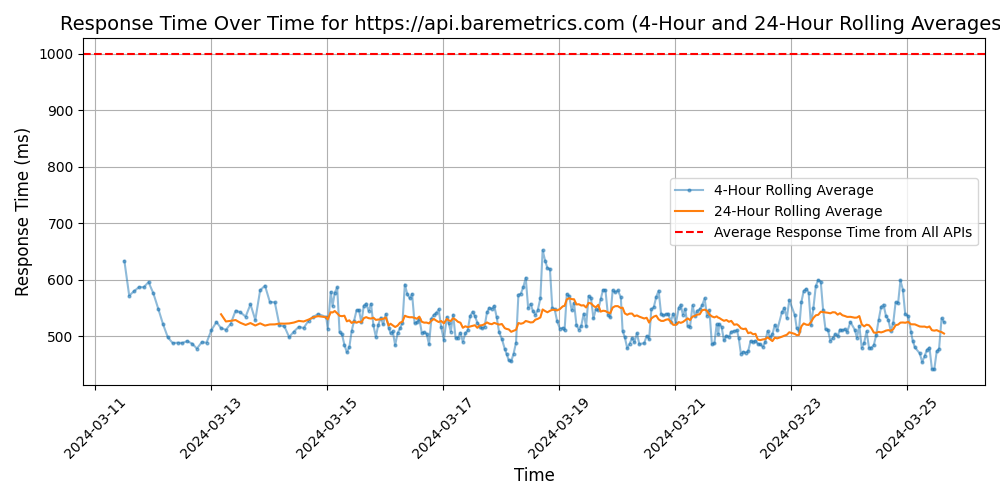 Response Time Over Time for https://api.baremetrics.com (4-Hour and 24-Hour Rolling Averages
Response Time (ms)
1000
900
800
700
600
500
4-Hour Rolling Average
24-Hour Rolling Average
Average Response Time from All APIs
2024-03-11
2024-03-13
2024-03-15
2024-03-17
2024-03-19
2024-03-21
2024-03-23
2024-03-25
Time